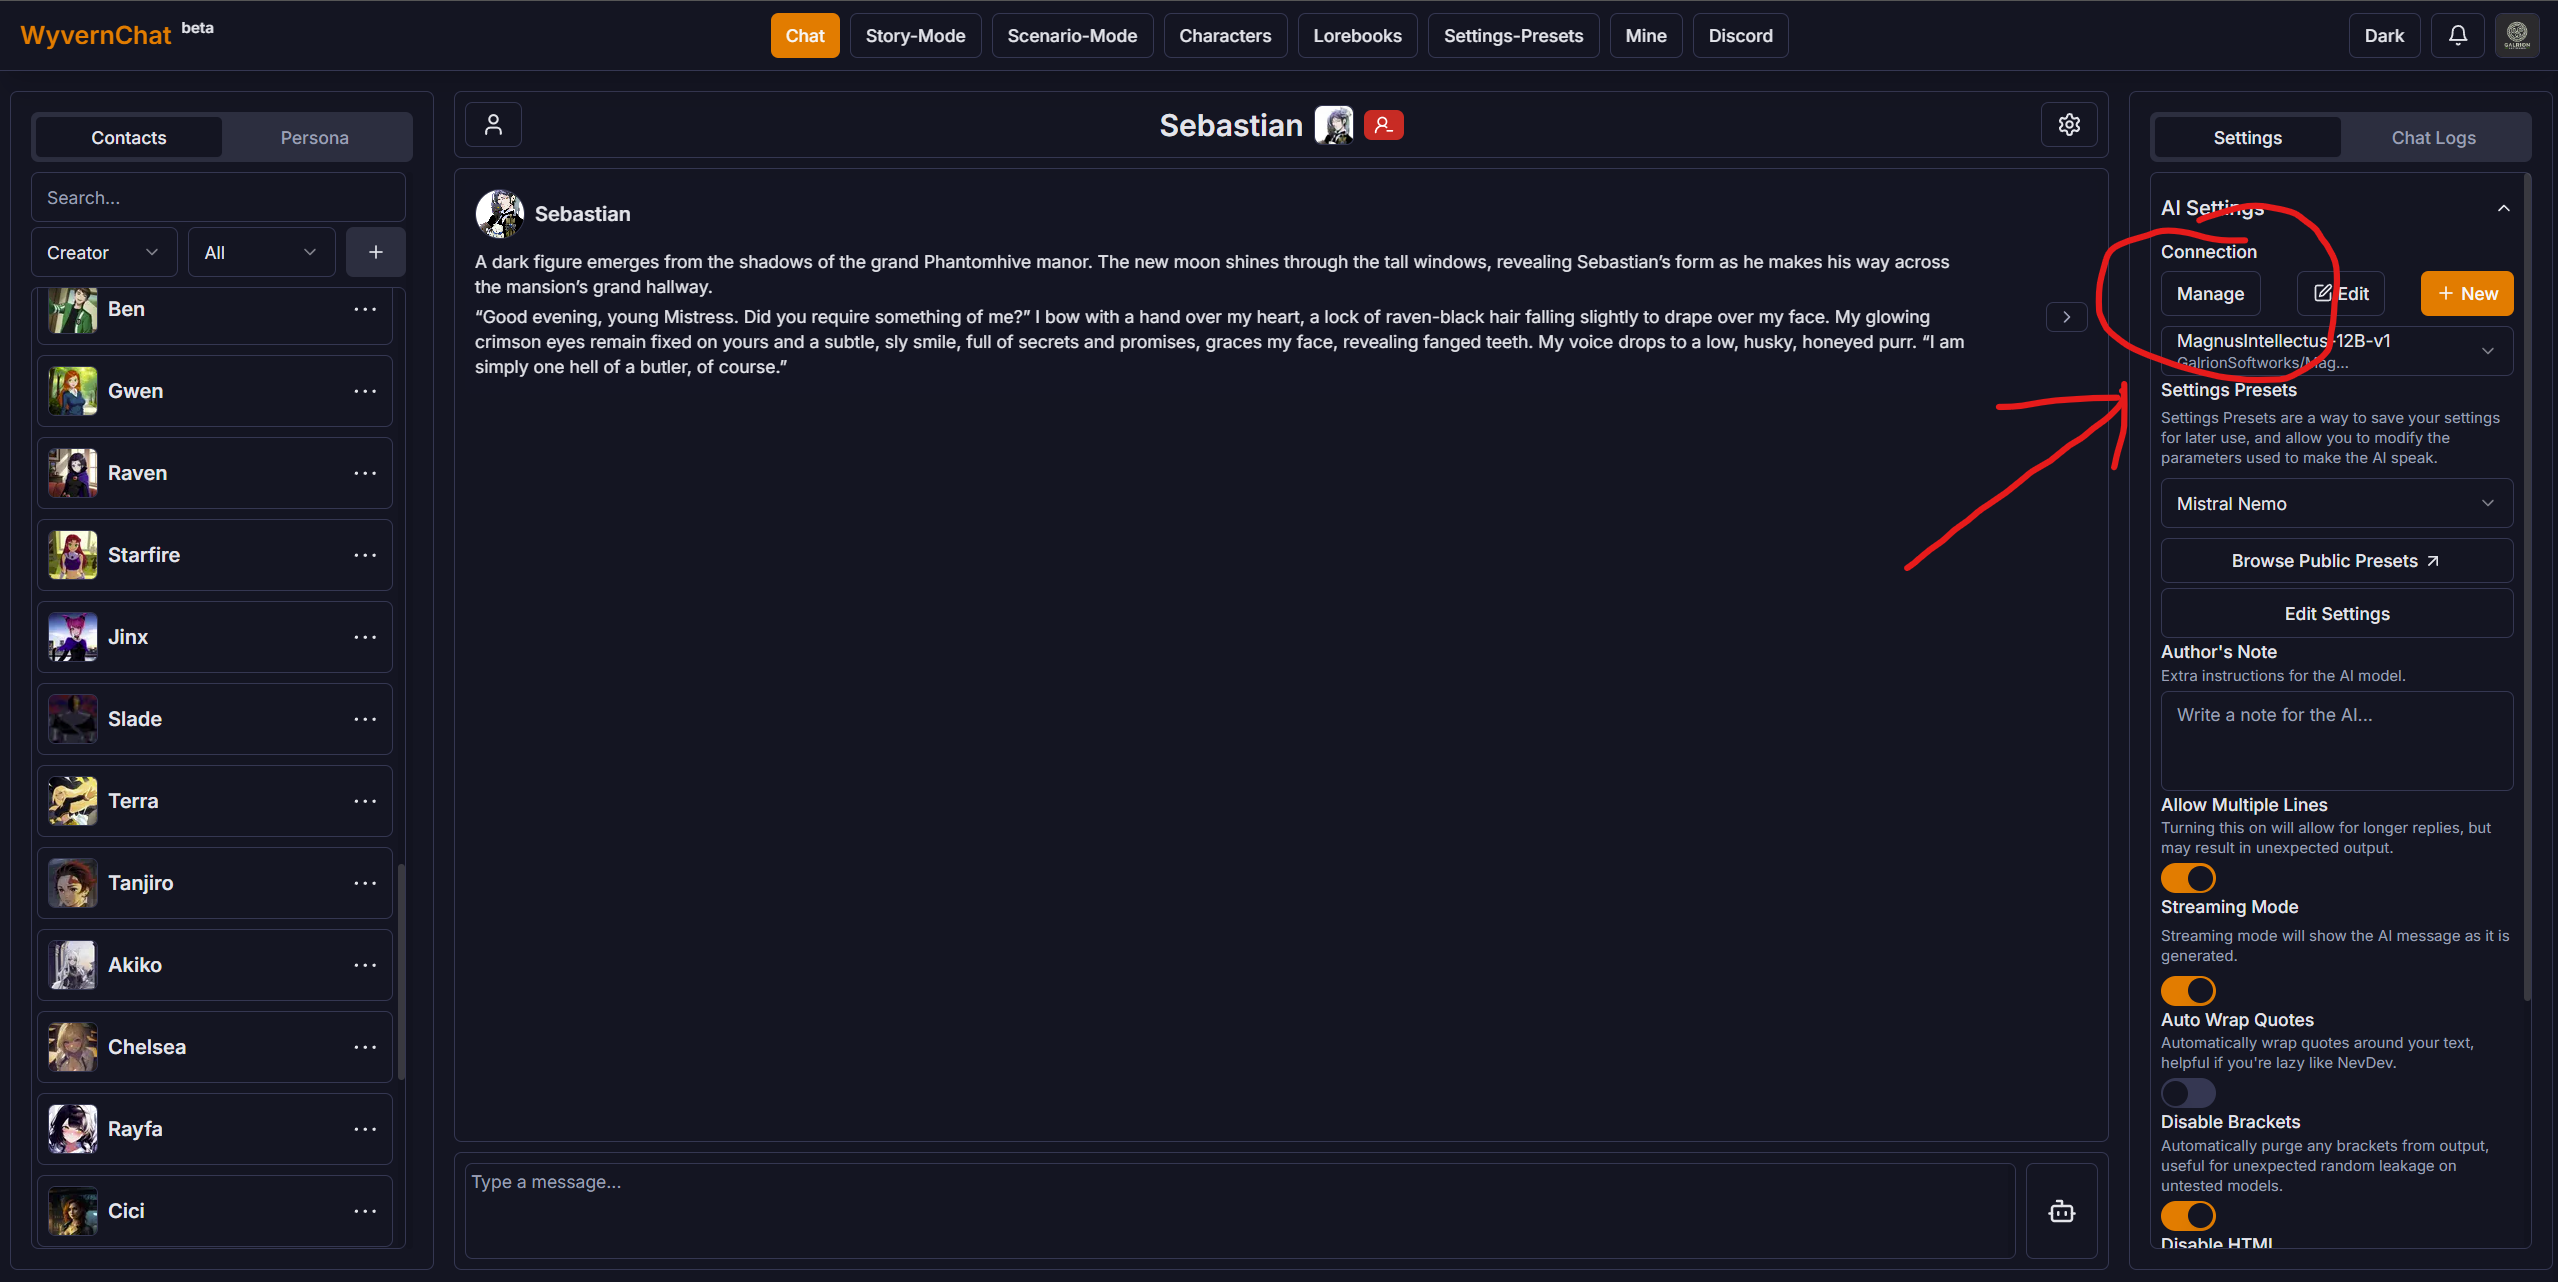 WyvernChat beta
Chat
Story-Mode
Scenario-Mode
Characters
Lorebooks
Settings-Presets
Mine
Discord
Dark
GALRION
Contacts
Persona
Search...
Creator
All
Ben
Gwen
Raven
Starfire
Jinx
Slade
Terra
Tanjiro
Akiko
Chelsea
Rayfa
Cici
Sebastian
Sebastian
A dark figure emerges from the shadows of the grand Phantomhive manor. The new moon shines through the tall windows, revealing Sebastian’s form as he makes his way across
the mansion’s grand hallway.
“Good evening, young Mistress. Did you require something of me?” I bow with a hand over my heart, a lock of raven-black hair falling slightly to drape over my face. My glowing
crimson eyes remain fixed on yours and a subtle, sly smile, full of secrets and promises, graces my face, revealing fanged teeth. My voice drops to a low, husky, honeyed purr. “I am
simply one hell of a butler, of course.”
Type a message...
Settings
Chat Logs
AI Settings
Connection
Manage
Edit
+ New
MagnusIntellectus-12B-v1
GalrionSoftworks/Mag...
Settings Presets
Settings Presets are a way to save your settings
for later use, and allow you to modify the
parameters used to make the AI speak.
Mistral Nemo
Browse Public Presets
Edit Settings
Author's Note
Extra instructions for the AI model.
Write a note for the AI...
Allow Multiple Lines
Turning this on will allow for longer replies, but
may result in unexpected output.
Streaming Mode
Streaming mode will show the AI message as it is
generated.
Auto Wrap Quotes
Automatically wrap quotes around your text,
helpful if you're lazy like NevDev.
Disable Brackets
Automatically purge any brackets from output,
useful for unexpected random leakage on
untested models.
Disable HTML